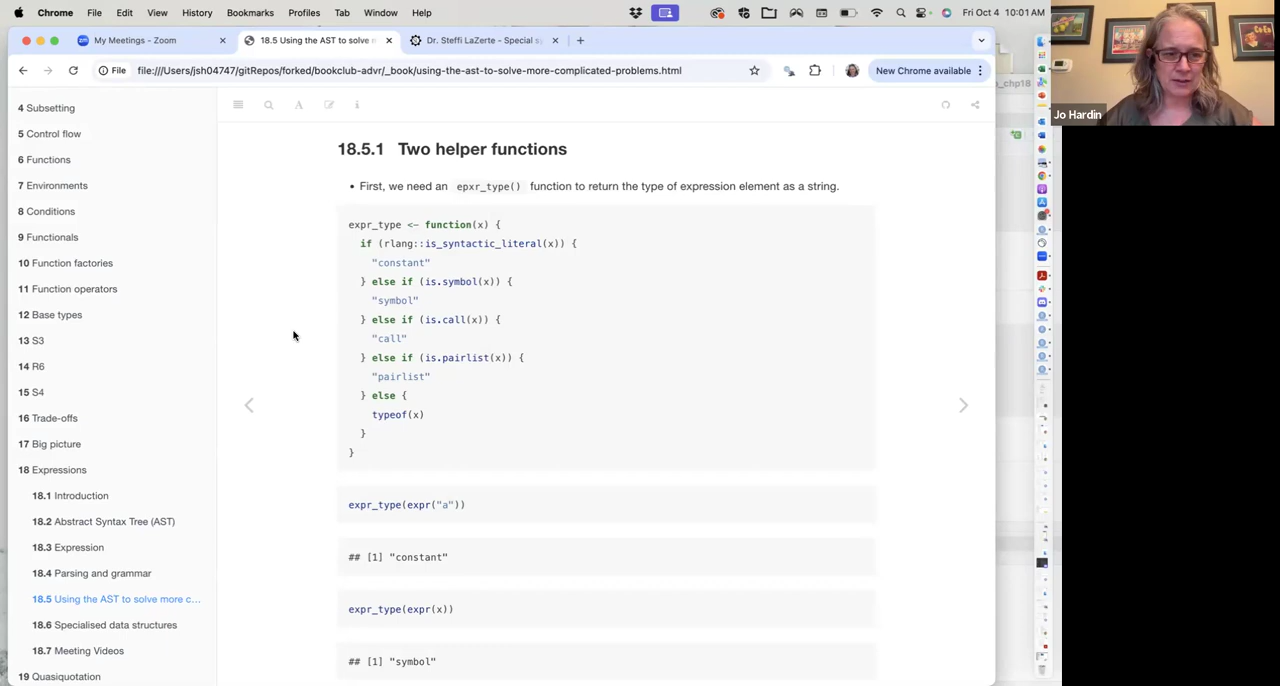 Chrome File Edit View History Bookmarks Profiles Tab Window Help Fri Oct 4 10:01 AM
My Meetings - Zoom 18.5 Using the AST to solve m Dr. Steffi LaZerte - Special s
File file:///Users/jsh04747/gitRepos/forked/bookclub-advr/_book/using-the-ast-to-solve-more-complicated-problems.html New Chrome available
Jo Hardin
4 Subsetting
5 Control flow
6 Functions
7 Environments
8 Conditions
9 Functionals
10 Function factories
11 Function operators
12 Base types
13 S3
14 R6
15 S4
16 Trade-offs
17 Big picture
18 Expressions
18.1 Introduction
18.2 Abstract Syntax Tree (AST)
18.3 Expression
18.4 Parsing and grammar
18.5 Using the AST to solve more c...
18.6 Specialised data structures
18.7 Meeting Videos
19 Quasiquotation
18.5.1 Two helper functions
• First, we need an epxr_type() function to return the type of expression element as a string.
expr_type <- function(x) {
if (rlang::is_syntactic_literal(x)) {
"constant"
} else if (is.symbol(x)) {
"symbol"
} else if (is.call(x)) {
"call"
} else if (is.pairlist(x)) {
"pairlist"
} else {
typeof(x)
}
}
expr_type(expr("a"))
## [1] "constant"
expr_type(expr(x))
## [1] "symbol"